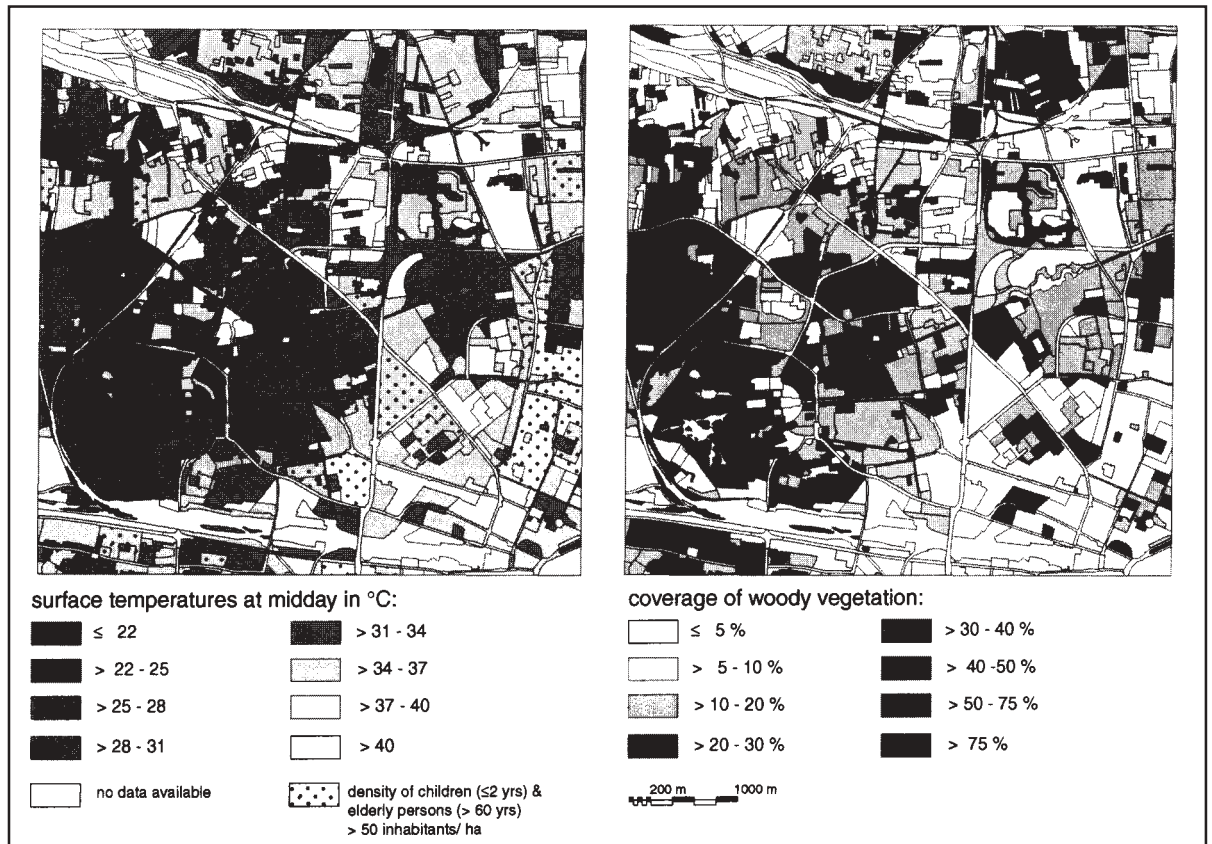 surface temperatures at midday in °C:
≤ 22
> 22 - 25
> 25 - 28
> 28 - 31
no data available
> 31 - 34
> 34 - 37
> 37 - 40
> 40
density of children (≤2 yrs) &
elderly persons (> 60 yrs)
> 50 inhabitants/ ha
coverage of woody vegetation:
≤ 5 %
> 5 - 10 %
> 10 - 20 %
> 20 - 30 %
> 30 - 40 %
> 40 -50 %
> 50 - 75 %
> 75 %
200 m 1000 m